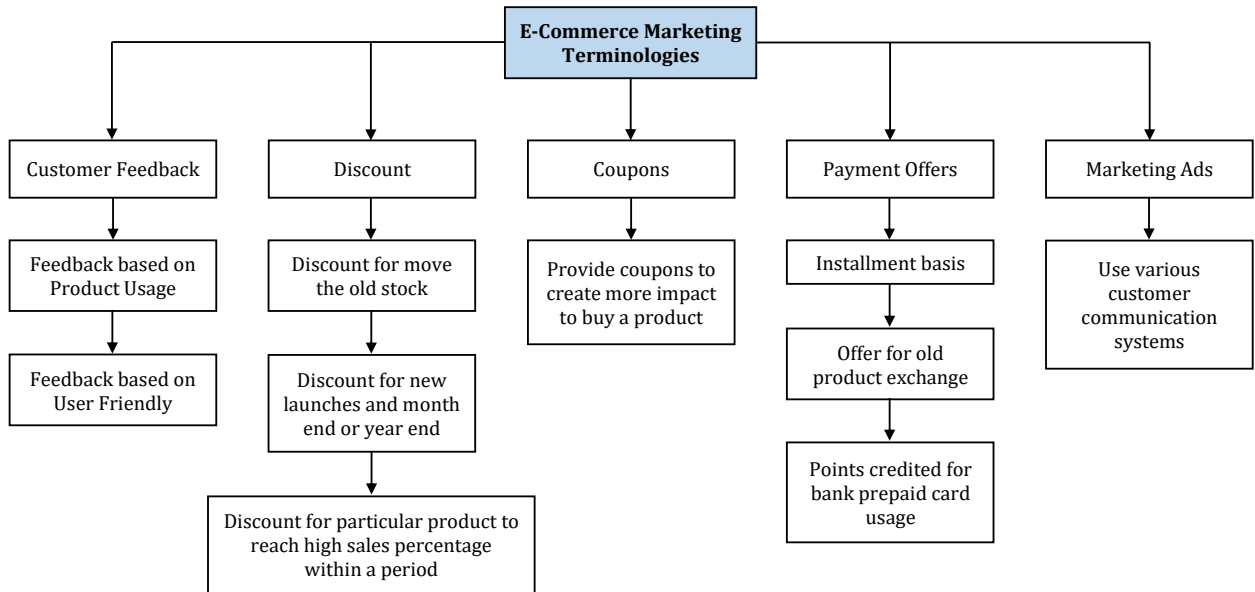 E-Commerce Marketing
Terminologies
Customer Feedback
Discount
Coupons
Payment Offers
Marketing Ads
Feedback based on
Product Usage
Feedback based on
User Friendly
Discount for move
the old stock
Discount for new
launches and month
end or year end
Discount for particular product to
reach high sales percentage
within a period
Provide coupons to
create more impact
to buy a product
Installment basis
Offer for old
product exchange
Points credited for
bank prepaid card
usage
Use various
customer
communication
systems